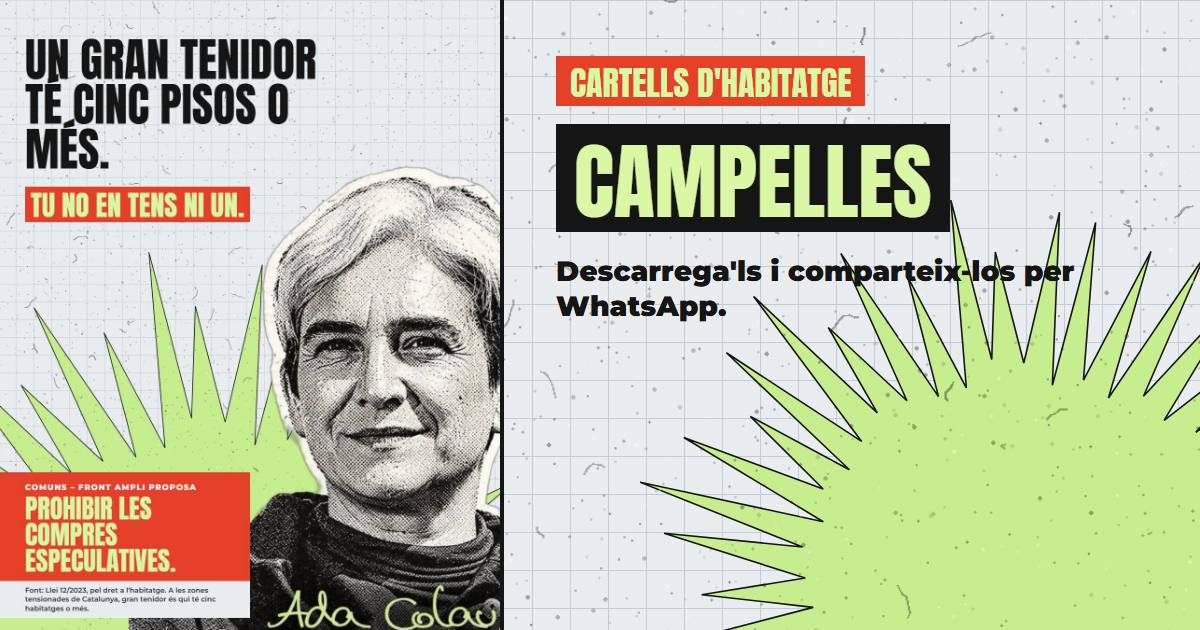 UN GRAN TENIDOR
TÉ CINC PISOS O
MÉS.
TU NO EN TENS NI UN.
COMUNS – FRONT AMPLI PROPOSA
PROHIBIR LES
COMPRES
ESPECULATIVES.
Font: Llei 12/2023, pel dret a l'habitatge. A les zones
tensionades de Catalunya, gran tenidor és qui té cinc
habitatges o més.
Ada Colau
CARTELLS D'HABITATGE
CAMPELLES
Descarrega'ls i comparteix-los per
WhatsApp.